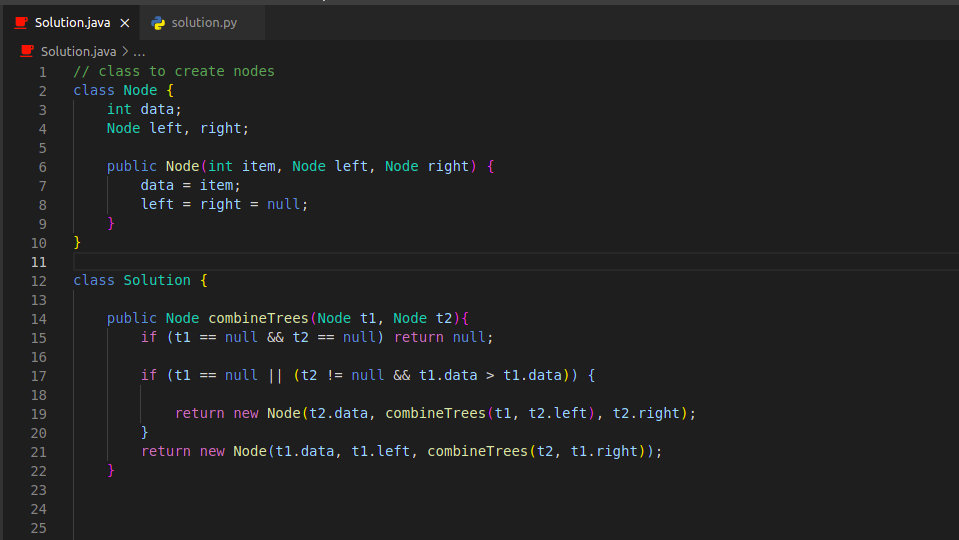 Solution.java × solution.py
Solution.java > ...
1 // class to create nodes
2 class Node {
3 int data;
4 Node left, right;
5
6 public Node(int item, Node left, Node right) {
7 data = item;
8 left = right = null;
9 }
10 }
11
12 class Solution {
13
14 public Node combineTrees(Node t1, Node t2){
15 if (t1 == null && t2 == null) return null;
16
17 if (t1 == null || (t2 != null && t1.data > t1.data)) {
18
19 return new Node(t2.data, combineTrees(t1, t2.left), t2.right);
20 }
21 return new Node(t1.data, t1.left, combineTrees(t2, t1.right));
22 }
23
24
25